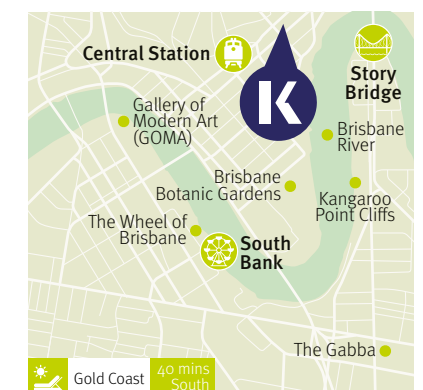 Central Station
Story
Bridge
K
Gallery of
Modern Art
(GOMA)
Brisbane
River
Brisbane
Botanic Gardens
Kangaroo
Point Cliffs
The Wheel of
Brisbane
South
Bank
The Gabba
Gold Coast
40 mins
South